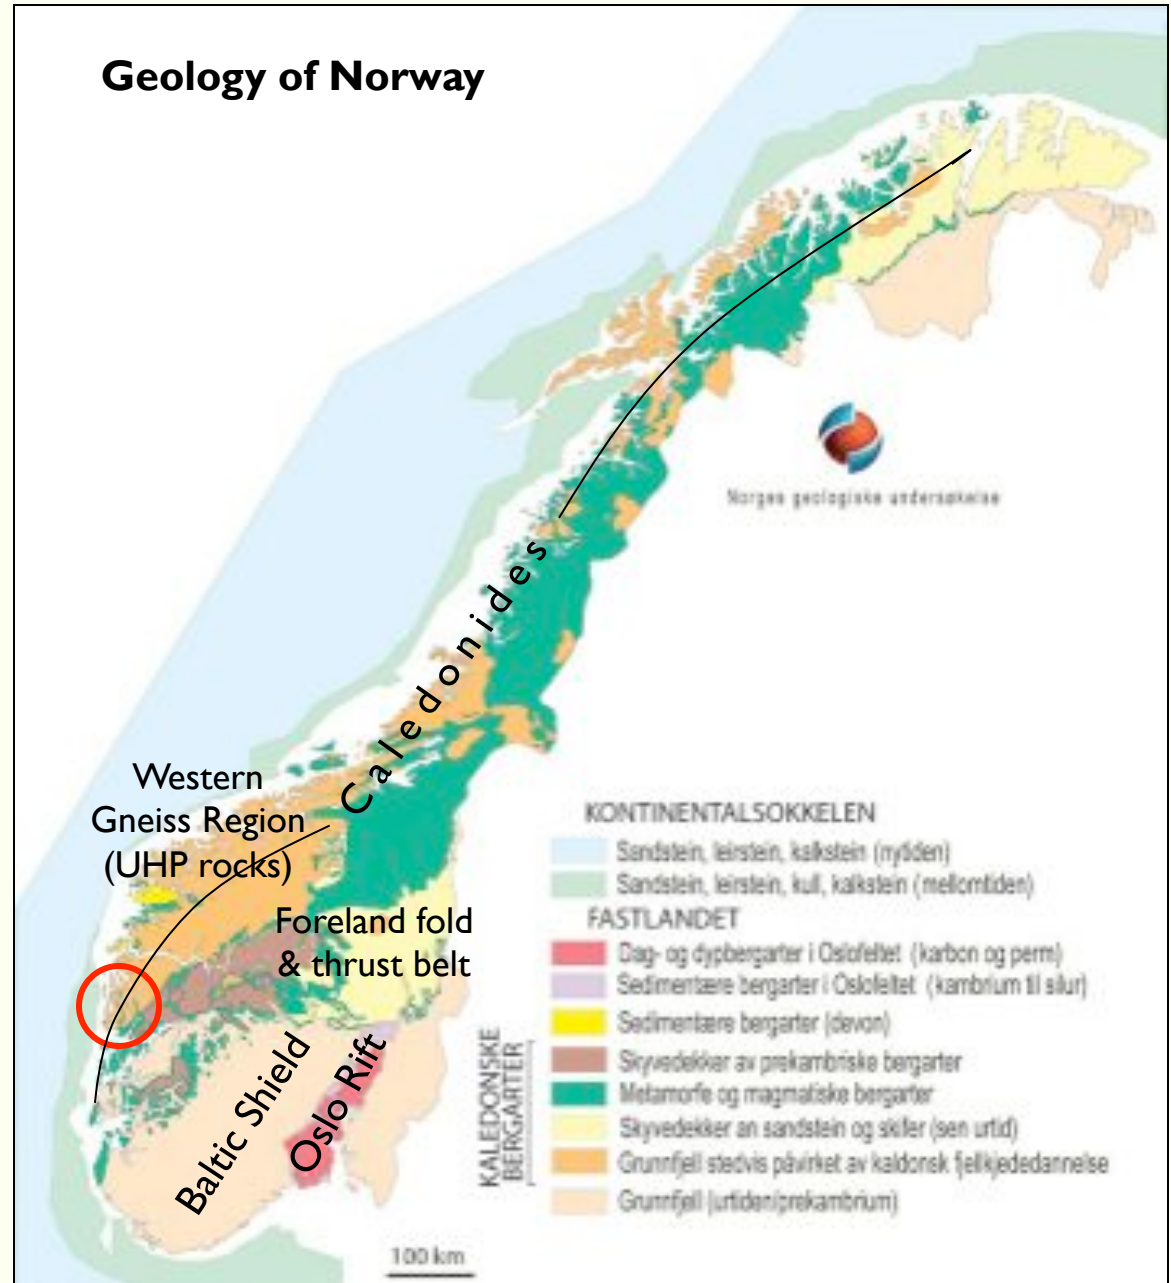 Geology of Norway
Norges geologiske undersøkelse
Caledonides
Western
Gneiss Region
(UHP rocks)
Foreland fold
& thrust belt
Baltic Shield
Oslo Rift
KONTINENTALSOKKELEN
Sandstein, leirstein, kalkstein (nytiden)
Sandstein, leirstein, kull, kalkstein (mellomtiden)
FASTLANDET
Dag- og dypbergarter i Oslofeltet (karbon og perm)
Sedimentære bergarter i Oslofeltet (kambrium til silur)
Sedimentære bergarter (devon)
KALEDONSKE
BERGARTER
Skyvedekker av prekambriske bergarter
Metamorfe og magmatiske bergarter
Skyvedekker an sandstein og skifer (sen urtid)
Grunnfjell stedvis påvirket av kaldonsk fjellkjededannelse
Grunnfjell (urtiden/prekambrium)
100 km